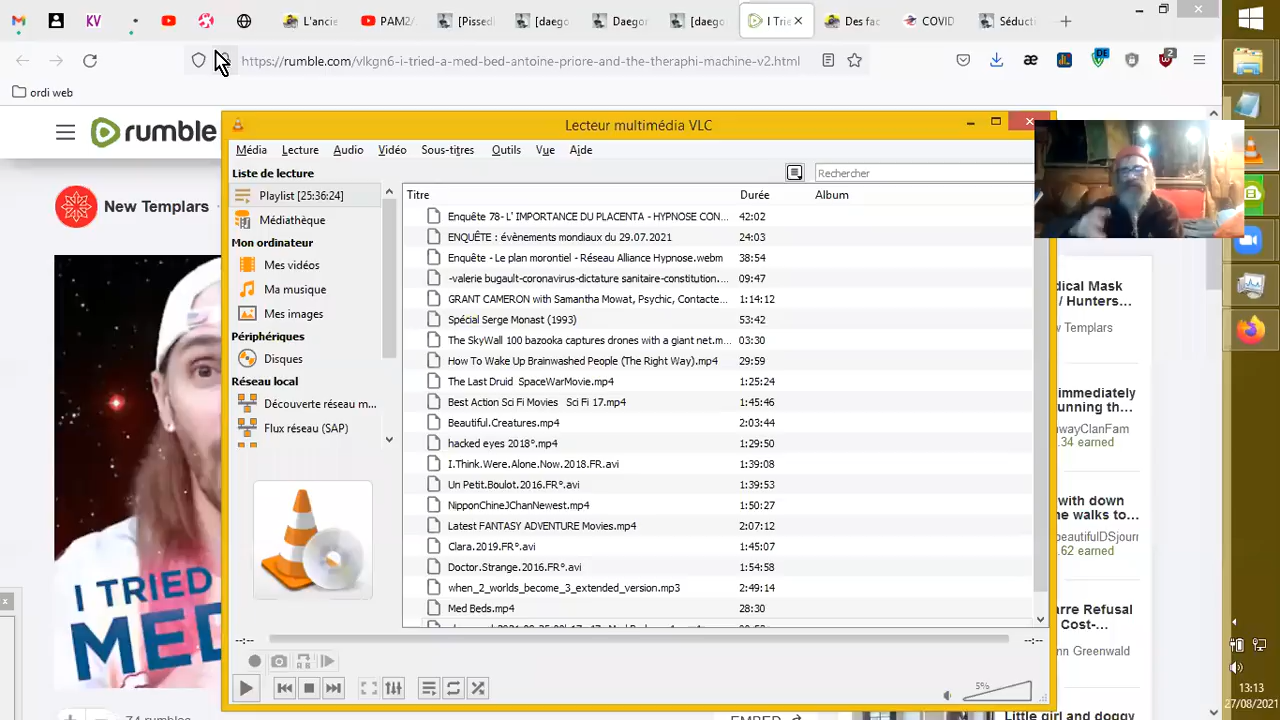 L'ancie
PAM2/
[Pissed
[daego
Daegar
[daego
I Trie
Des fac
COVID
Séduct
https://rumble.com/
ried-a-med-bed-antoine-priore-and-the-theraphi-machine-v2.html
ordi web
rumble
New Templars
I TRIED
MED
74 rumbles
EMBED
Lecteur multimédia VLC
Média Lecture Audio Vidéo Sous-titres Outils Vue Aide
Liste de lecture
Rechercher
Playlist [25:36:24]
Médiathèque
Mon ordinateur
Mes vidéos
Ma musique
Mes images
Périphériques
Disques
Réseau local
Découverte réseau m...
Flux réseau (SAP)
Titre Durée Album
Enquête 78- L' IMPORTANCE DU PLACENTA - HYPNOSE CON... 42:02
ENQUÊTE : évènements mondiaux du 29.07.2021 24:03
Enquête - Le plan morontiel - Réseau Alliance Hypnose.webm 38:54
-valerie bugault-coronavirus-dictature sanitaire-constitution.... 09:47
GRANT CAMERON with Samantha Mowat, Psychic, Contacte... 1:14:12
Spécial Serge Monast (1993) 53:42
The SkyWall 100 bazooka captures drones with a giant net.m... 03:30
How To Wake Up Brainwashed People (The Right Way).mp4 29:59
The Last Druid SpaceWarMovie.mp4 1:25:24
Best Action Sci Fi Movies Sci Fi 17.mp4 1:45:46
Beautiful.Creatures.mp4 2:03:44
hacked eyes 2018°.mp4 1:29:50
I.Think.Were.Alone.Now.2018.FR.avi 1:39:08
Un Petit.Boulot.2016.FR°.avi 1:39:53
NipponChineJChanNewest.mp4 1:50:27
Latest FANTASY ADVENTURE Movies.mp4 2:07:12
Clara.2019.FR°.avi 1:45:07
Doctor.Strange.2016.FR°.avi 1:54:58
when_2_worlds_become_3_extended_version.mp3 2:49:14
Med Beds.mp4 28:30
--:--
--:--
5%
dical Mask
/ Hunters...
w Templars
immediately
unning th...
wayClanFam
.34 earned
with down
ne walks to...
beautifulDSjourn
.62 earned
arre Refusal
Cost-...
nn Greenwald
Little girl and doggy
DE
2
13:13
27/08/2021